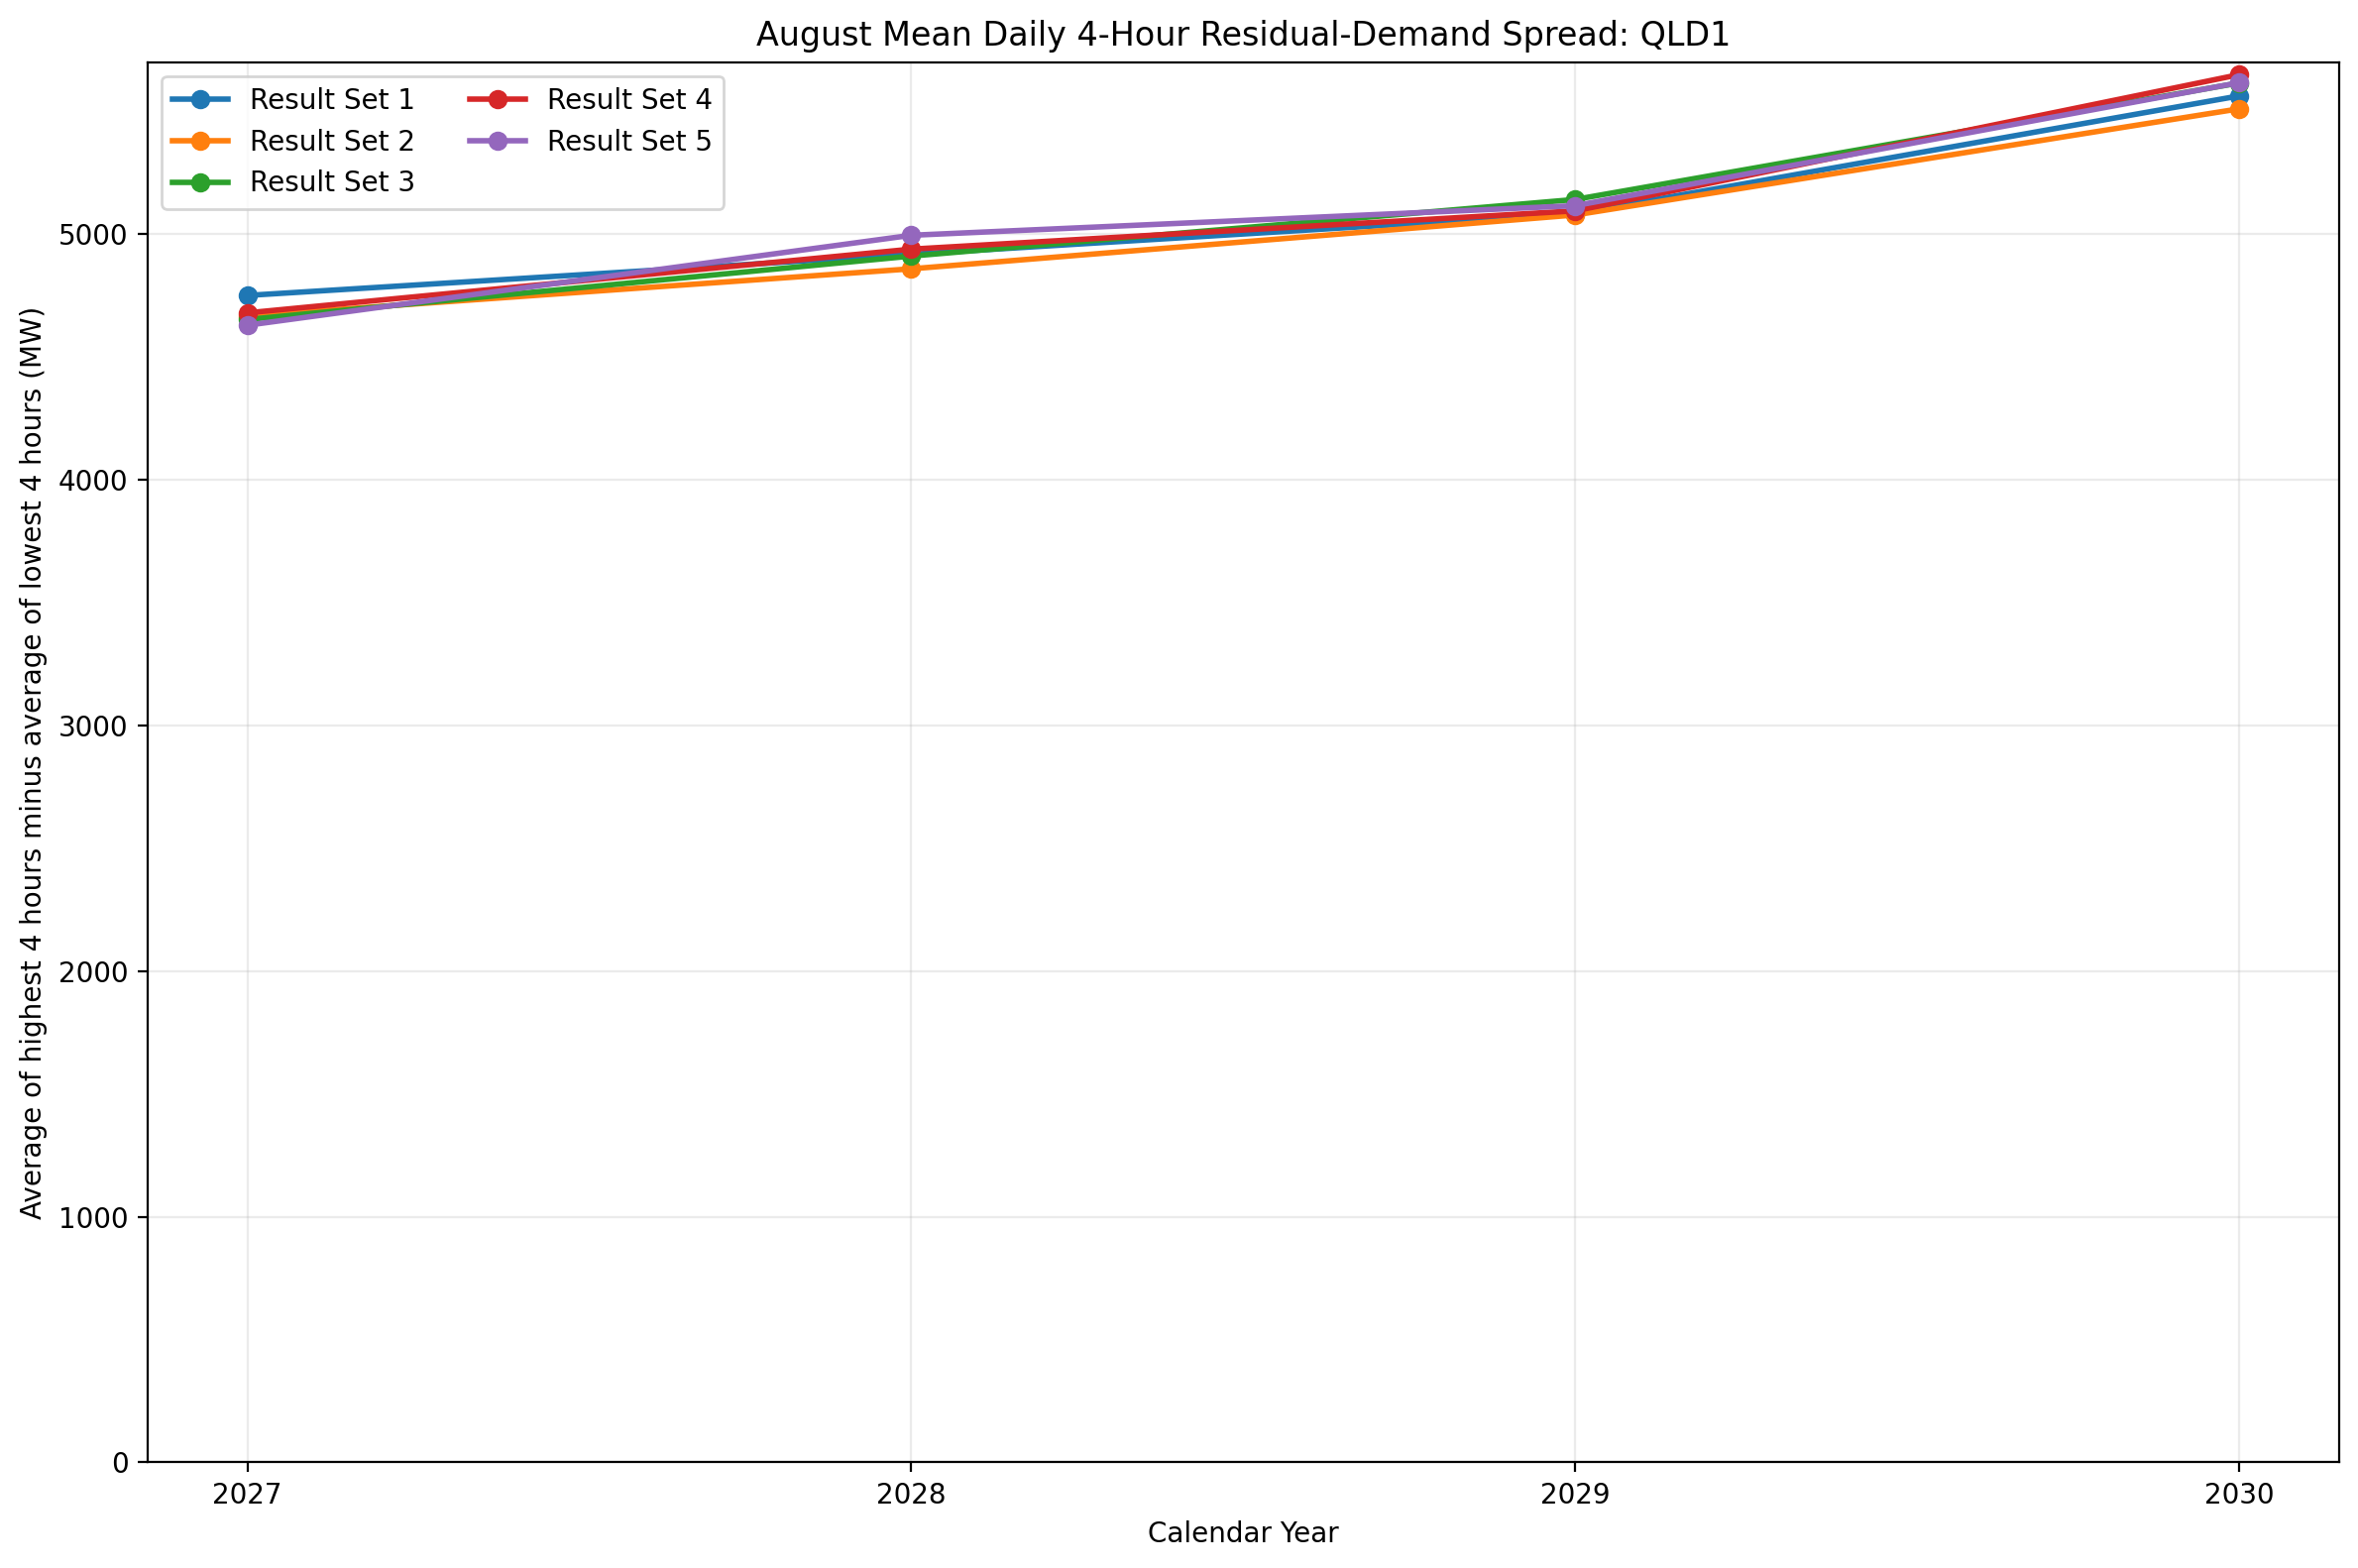 August Mean Daily 4-Hour Residual-Demand Spread: QLD1
Result Set 1
Result Set 2
Result Set 3
Result Set 4
Result Set 5
Average of highest 4 hours minus average of lowest 4 hours (MW)
5000
4000
3000
2000
1000
0
2027
2028
2029
2030
Calendar Year